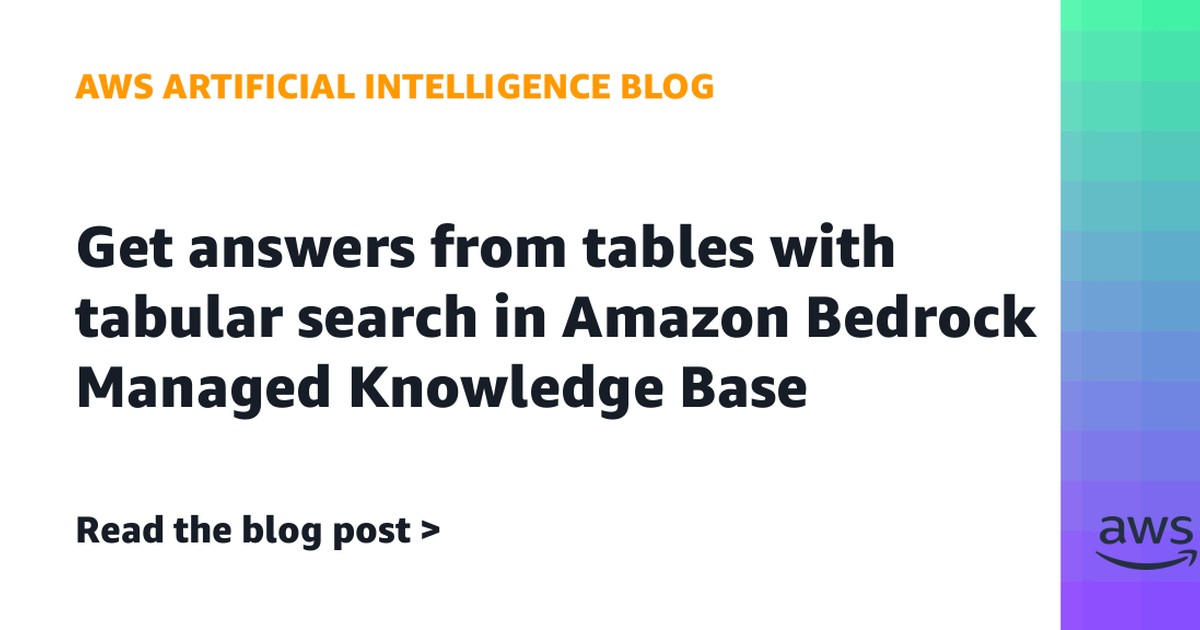 AWS ARTIFICIAL INTELLIGENCE BLOG
Get answers from tables with
tabular search in Amazon Bedrock
Managed Knowledge Base
Read the blog post >
aws